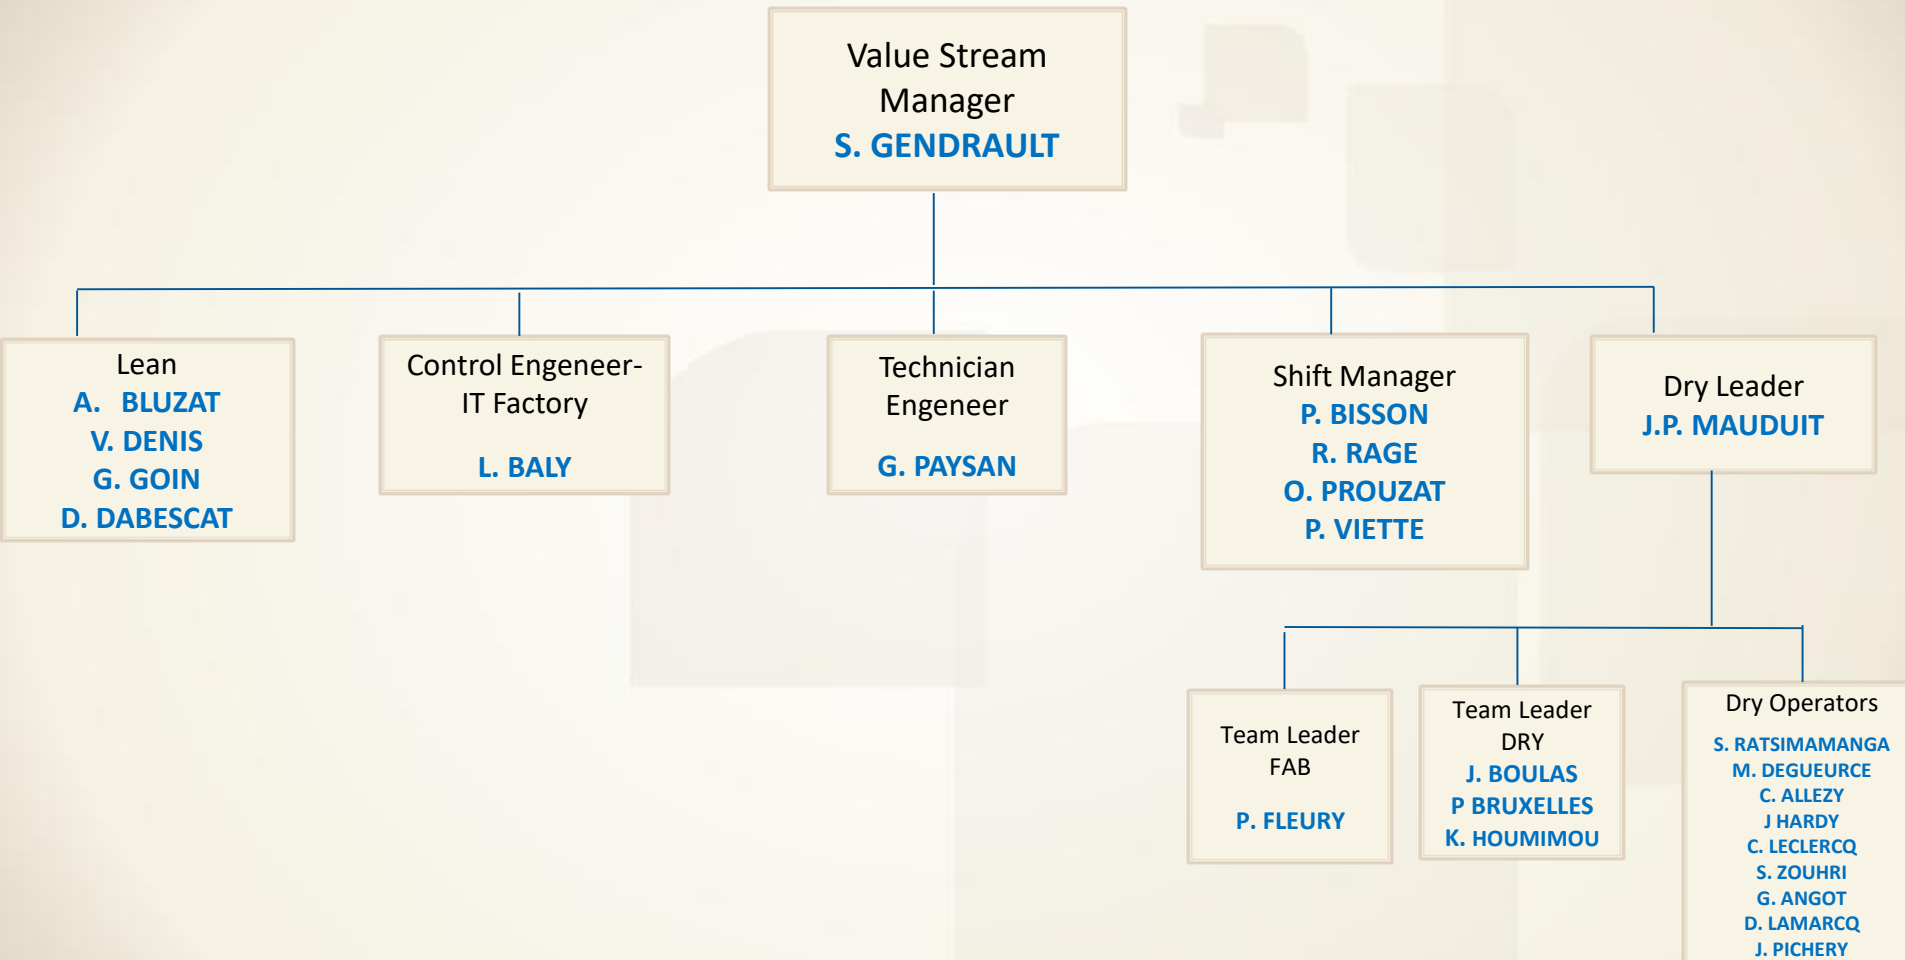 Value Stream
Manager
S. GENDRAULT
Lean
A. BLUZAT
V. DENIS
G. GOIN
D. DABESCAT
Control Engeneer-
IT Factory
L. BALY
Technician
Engeneer
G. PAYSAN
Shift Manager
P. BISSON
R. RAGE
O. PROUZAT
P. VIETTE
Dry Leader
J.P. MAUDUIT
Team Leader
FAB
P. FLEURY
Team Leader
DRY
J. BOULAS
P BRUXELLES
K. HOUMIMOU
Dry Operators
S. RATSIMAMANGA
M. DEGUEURCE
C. ALLEZY
J HARDY
C. LECLERCQ
S. ZOUHRI
G. ANGOT
D. LAMARCQ
J. PICHERY